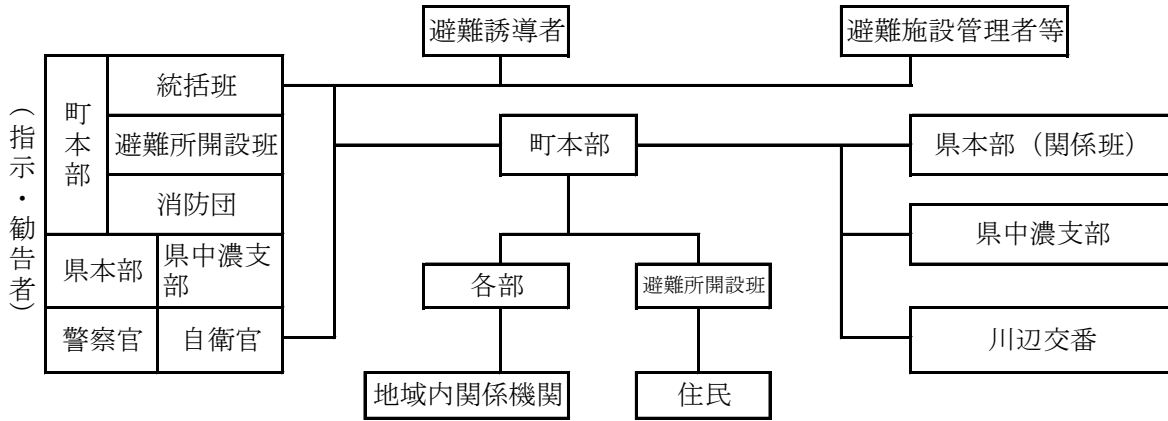 避難誘導者
避難施設管理者等
（指示・勧告者）
町本部
統括班
避難所開設班
消防団
県本部
県中濃支
部
警察官
自衛官
町本部
県本部（関係班）
県中濃支部
川辺交番
各部
避難所開設班
地域内関係機関
住民